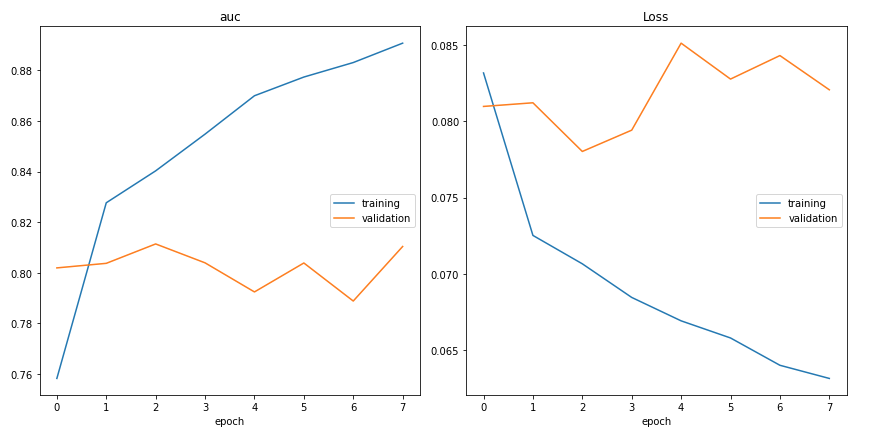 auc
0.88
0.86
0.84
0.82
0.80
0.78
0.76
training
validation
0 1 2 3 4 5 6 7
epoch
Loss
0.085
0.080
0.075
0.070
0.065
training
validation
0 1 2 3 4 5 6 7
epoch